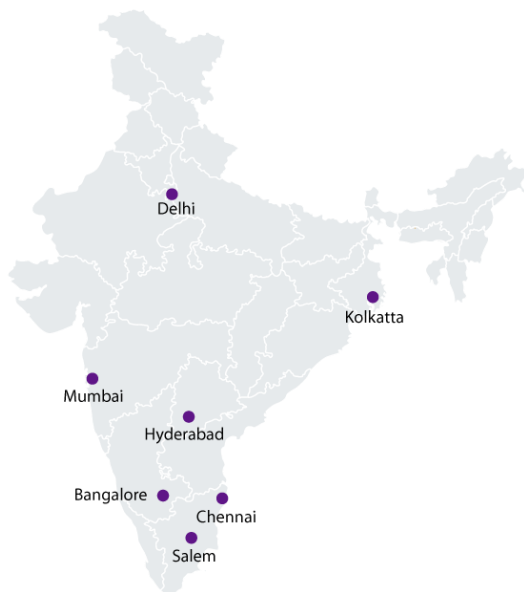 Delhi
Kolkatta
Mumbai
Hyderabad
Bangalore
Chennai
Salem